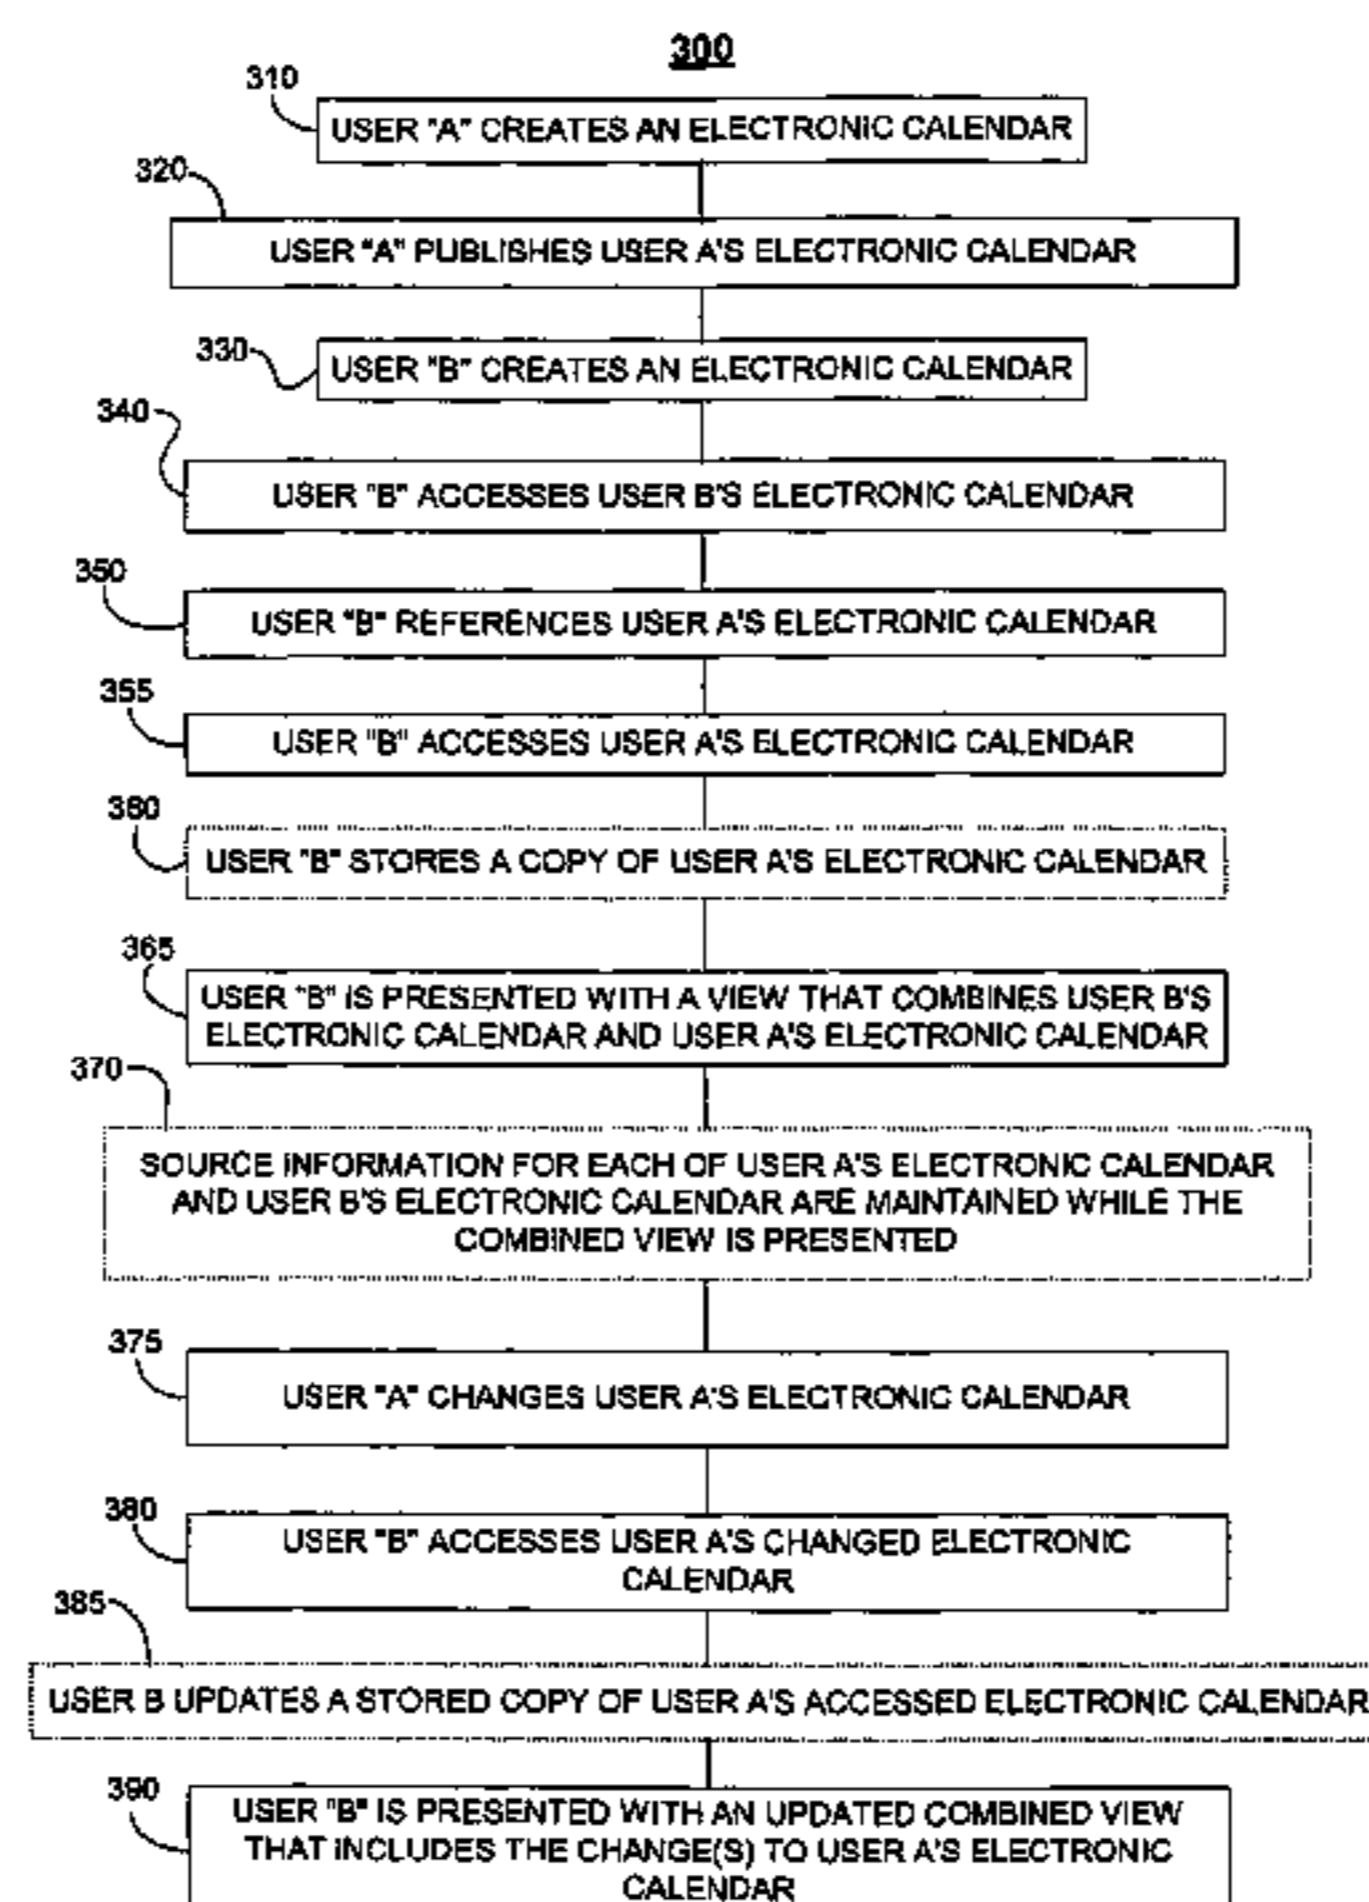 300
310
USER "A" CREATES AN ELECTRONIC CALENDAR
320
USER "A" PUBLISHES USER A'S ELECTRONIC CALENDAR
330
USER "B" CREATES AN ELECTRONIC CALENDAR
340
USER "B" ACCESSES USER B'S ELECTRONIC CALENDAR
350
USER "B" REFERENCES USER A'S ELECTRONIC CALENDAR
355
USER "B" ACCESSES USER A'S ELECTRONIC CALENDAR
360
USER "B" STORES A COPY OF USER A'S ELECTRONIC CALENDAR
365
USER "B" IS PRESENTED WITH A VIEW THAT COMBINES USER B'S
ELECTRONIC CALENDAR AND USER A'S ELECTRONIC CALENDAR
370
SOURCE INFORMATION FOR EACH OF USER A'S ELECTRONIC CALENDAR
AND USER B'S ELECTRONIC CALENDAR ARE MAINTAINED WHILE THE
COMBINED VIEW IS PRESENTED
375
USER "A" CHANGES USER A'S ELECTRONIC CALENDAR
380
USER "B" ACCESSES USER A'S CHANGED ELECTRONIC
CALENDAR
385
USER B UPDATES A STORED COPY OF USER A'S ACCESSED ELECTRONIC CALENDAR
390
USER "B" IS PRESENTED WITH AN UPDATED COMBINED VIEW
THAT INCLUDES THE CHANGE(S) TO USER A'S ELECTRONIC
CALENDAR